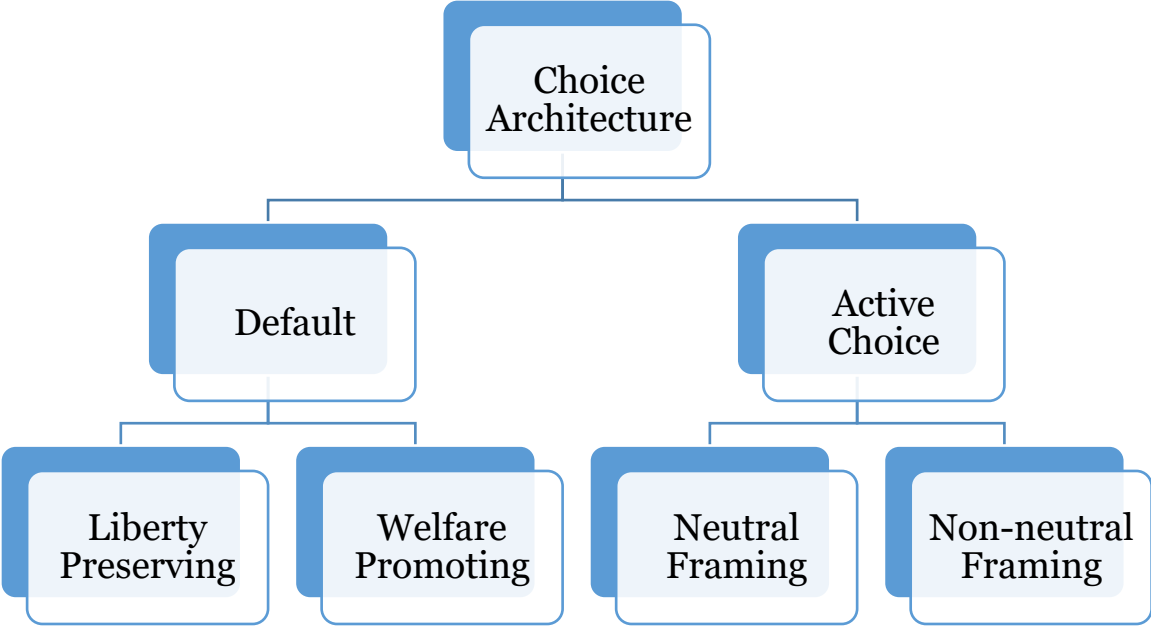 Choice
Architecture
Default
Active
Choice
Liberty
Preserving
Welfare
Promoting
Neutral
Framing
Non-neutral
Framing